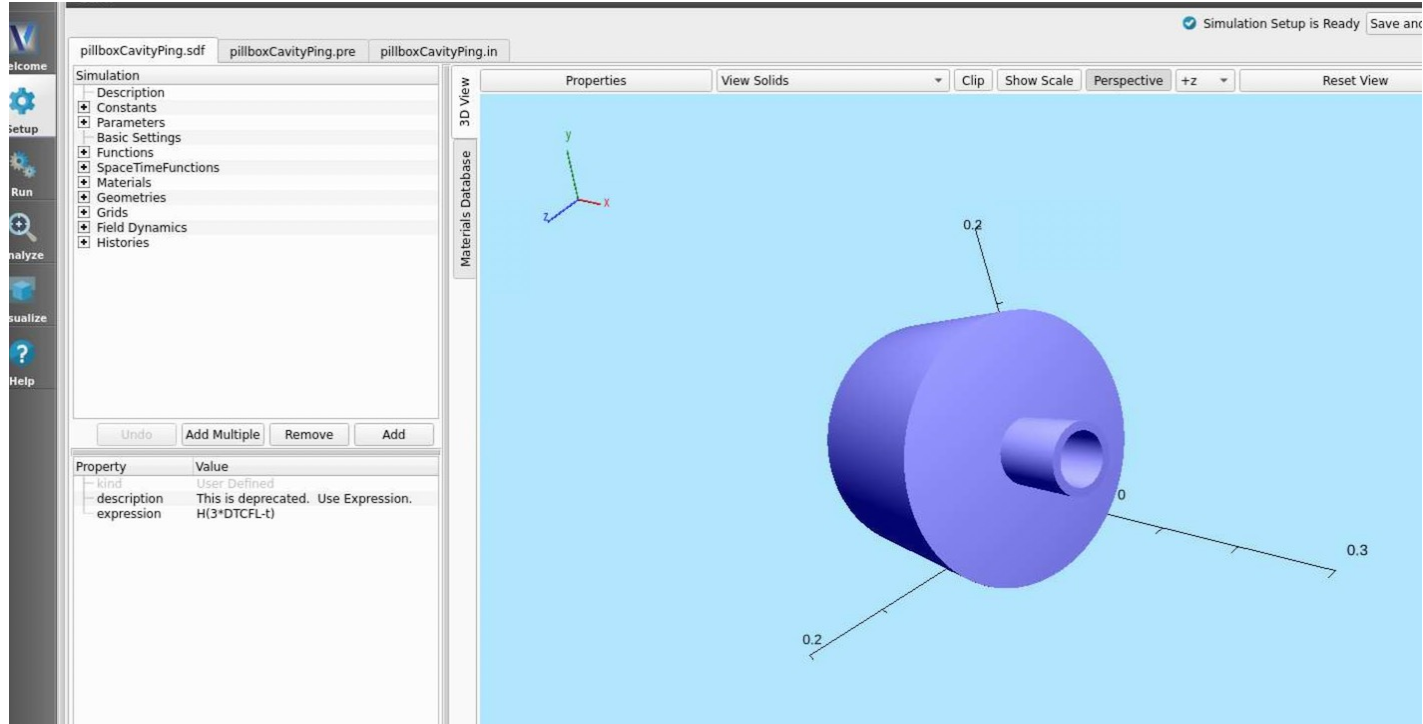 Simulation Setup is Ready
Save and
pillboxCavityPing.sdf
pillboxCavityPing.pre
pillboxCavityPing.in
elcome
Setup
Run
nalyze
sualize
Help
Simulation
Description
Constants
Parameters
Basic Settings
Functions
SpaceTimeFunctions
Materials
Geometries
Grids
Field Dynamics
Histories
Undo
Add Multiple
Remove
Add
Property Value
kind User Defined
description This is deprecated. Use Expression.
expression H(3*DTCFL-t)
3D View
Materials Database
Properties
View Solids
Clip
Show Scale
Perspective
+z
Reset View
y
x
z
0.2
0
0.3
0.2